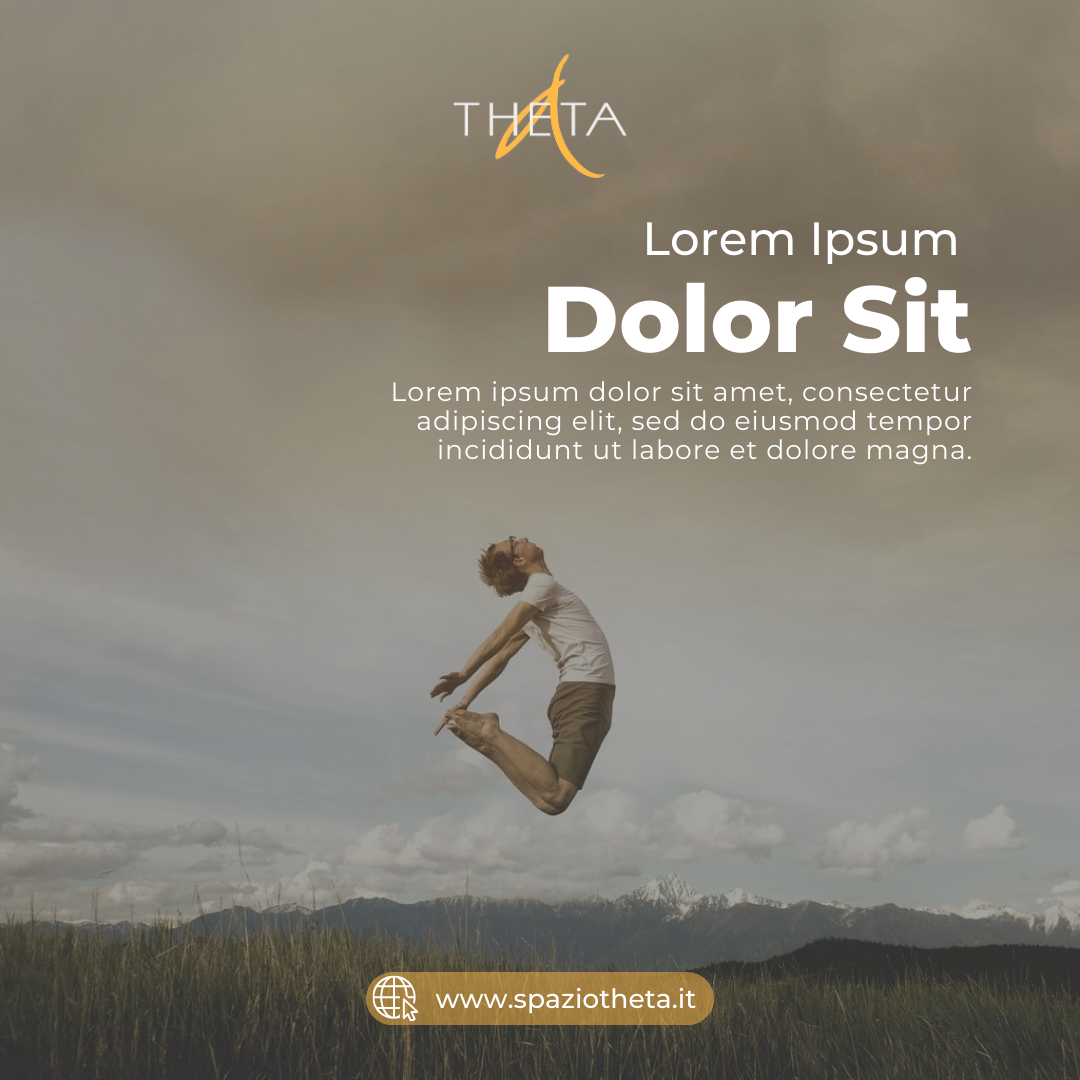 THETA
Lorem Ipsum
Dolor Sit
Lorem ipsum dolor sit amet, consectetur
adipiscing elit, sed do eiusmod tempor
incididunt ut labore et dolore magna.
www.spaziotheta.it